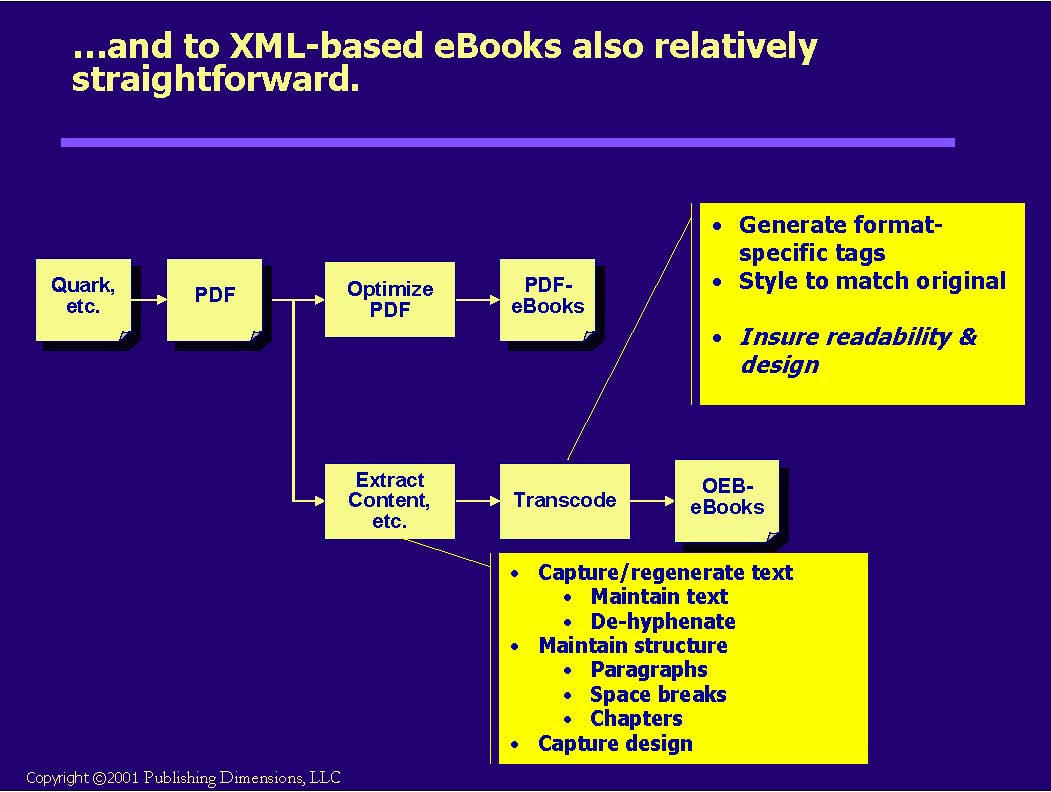 ...and to XML-based eBooks also relatively
straightforward.
Quark,
etc.
PDF
Optimize
PDF
PDF-
eBooks
• Generate format-
specific tags
• Style to match original
• Insure readability &
design
Extract
Content,
etc.
Transcode
OEB-
eBooks
• Capture/regenerate text
• Maintain text
• De-hyphenate
• Maintain structure
• Paragraphs
• Space breaks
• Chapters
• Capture design
Copyright ©2001 Publishing Dimensions, LLC